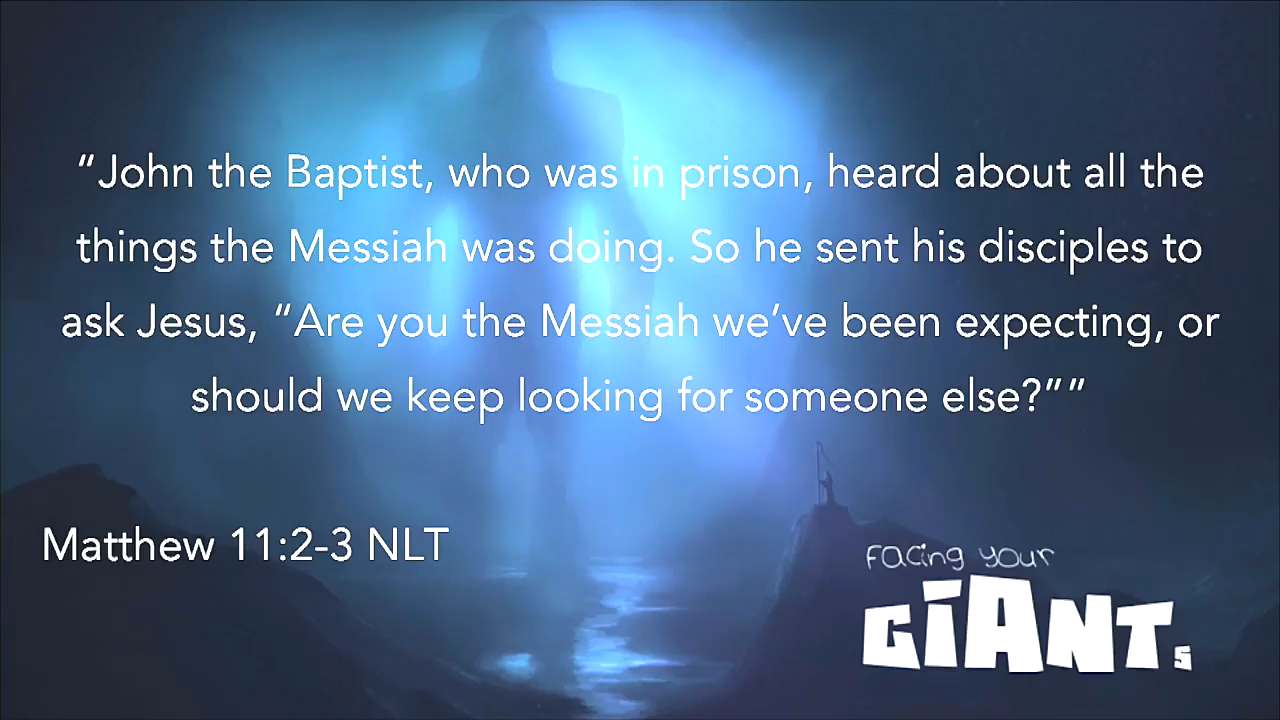 “John the Baptist, who was in prison, heard about all the
things the Messiah was doing. So he sent his disciples to
ask Jesus, “Are you the Messiah we’ve been expecting, or
should we keep looking for someone else?””
Matthew 11:2-3 NLT
Facing Your
GIANTs